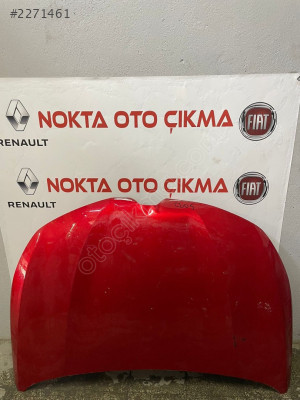 #2271461
NOKTA OTO ÇIKMA
FIAT
RENAULT
NOKTA OTO ÇIKMA
FIAT
RENAULT